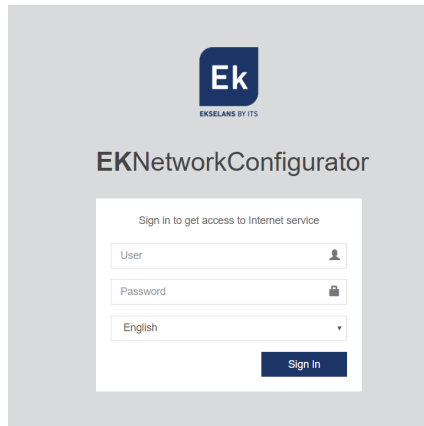 Ek
EKSELANS BY ITS
EKNetworkConfigurator
Sign in to get access to Internet service
User
Password
English
Sign In